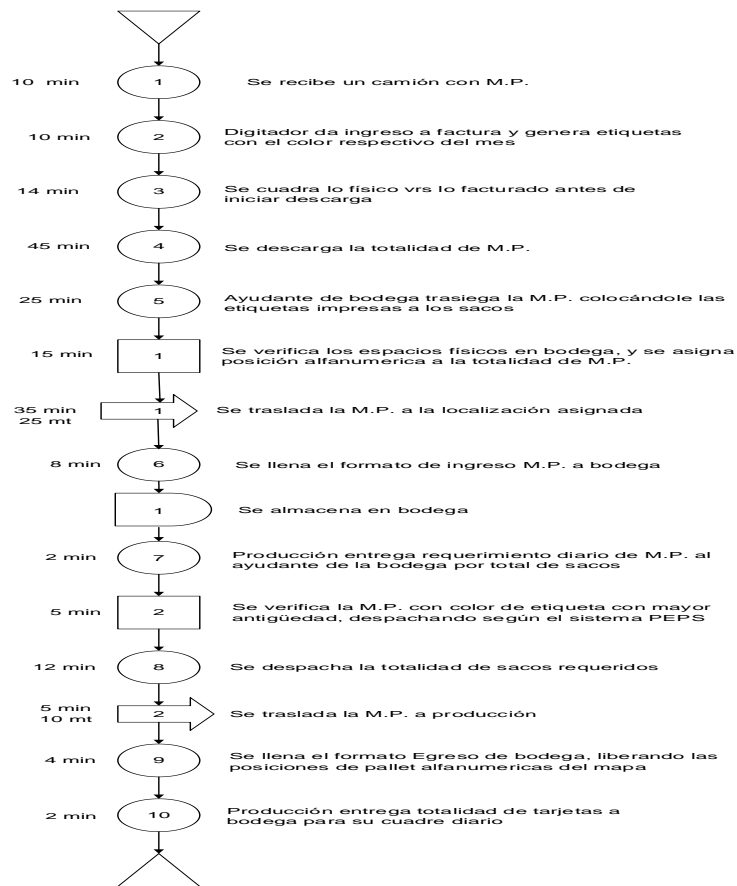 10 min
1
Se recibe un camión con M.P.
10 min
2
Digitador da ingreso a factura y genera etiquetas
con el color respectivo del mes
14 min
3
Se cuadra lo físico vrs lo facturado antes de
iniciar descarga
45 min
4
Se descarga la totalidad de M.P.
25 min
5
Ayudante de bodega trasiega la M.P. colocándole las
etiquetas impresas a los sacos
15 min
1
Se verifica los espacios físicos en bodega, y se asigna
posición alfanumerica a la totalidad de M.P.
35 min
25 mt
1
Se traslada la M.P. a la localización asignada
8 min
6
Se llena el formato de ingreso M.P. a bodega
1
Se almacena en bodega
2 min
7
Producción entrega requerimiento diario de M.P. al
ayudante de la bodega por total de sacos
5 min
2
Se verifica la M.P. con color de etiqueta con mayor
antigüedad, despachando según el sistema PEPS
12 min
8
Se despacha la totalidad de sacos requeridos
5 min
10 mt
2
Se traslada la M.P. a producción
4 min
9
Se llena el formato Egreso de bodega, liberando las
posiciones de pallet alfanumericas del mapa
2 min
10
Producción entrega totalidad de tarjetas a
bodega para su cuadre diario